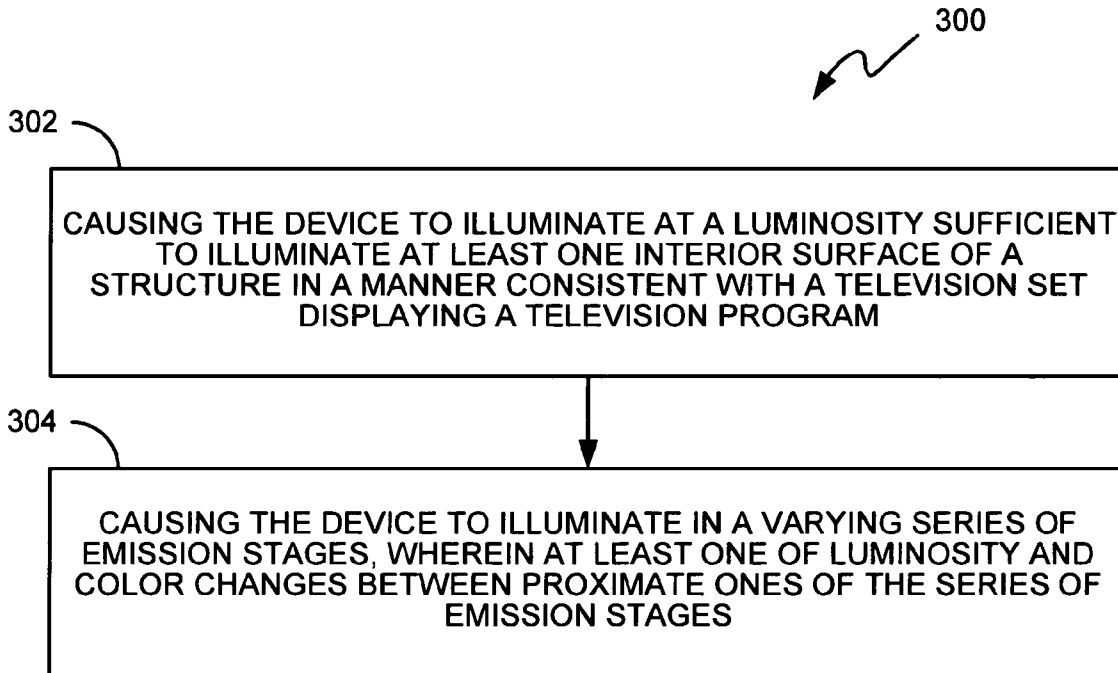 300
302
CAUSING THE DEVICE TO ILLUMINATE AT A LUMINOSITY SUFFICIENT
TO ILLUMINATE AT LEAST ONE INTERIOR SURFACE OF A
STRUCTURE IN A MANNER CONSISTENT WITH A TELEVISION SET
DISPLAYING A TELEVISION PROGRAM
304
CAUSING THE DEVICE TO ILLUMINATE IN A VARYING SERIES OF
EMISSION STAGES, WHEREIN AT LEAST ONE OF LUMINOSITY AND
COLOR CHANGES BETWEEN PROXIMATE ONES OF THE SERIES OF
EMISSION STAGES